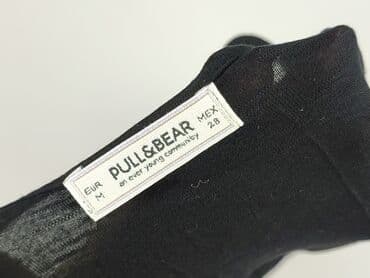 EUR
M
PULL&BEAR
an ever young community
MEX
28